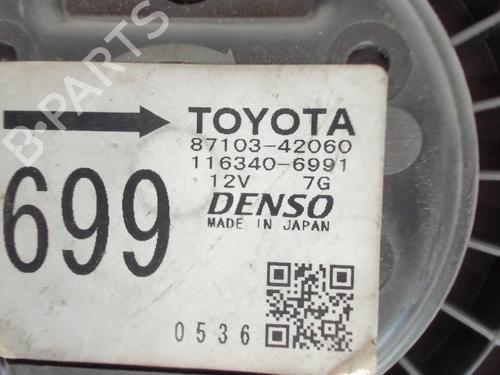 TOYOTA
87103-42060
116340-6991
12V 7G
DENSO
MADE IN JAPAN
699
0536
B-PARTS